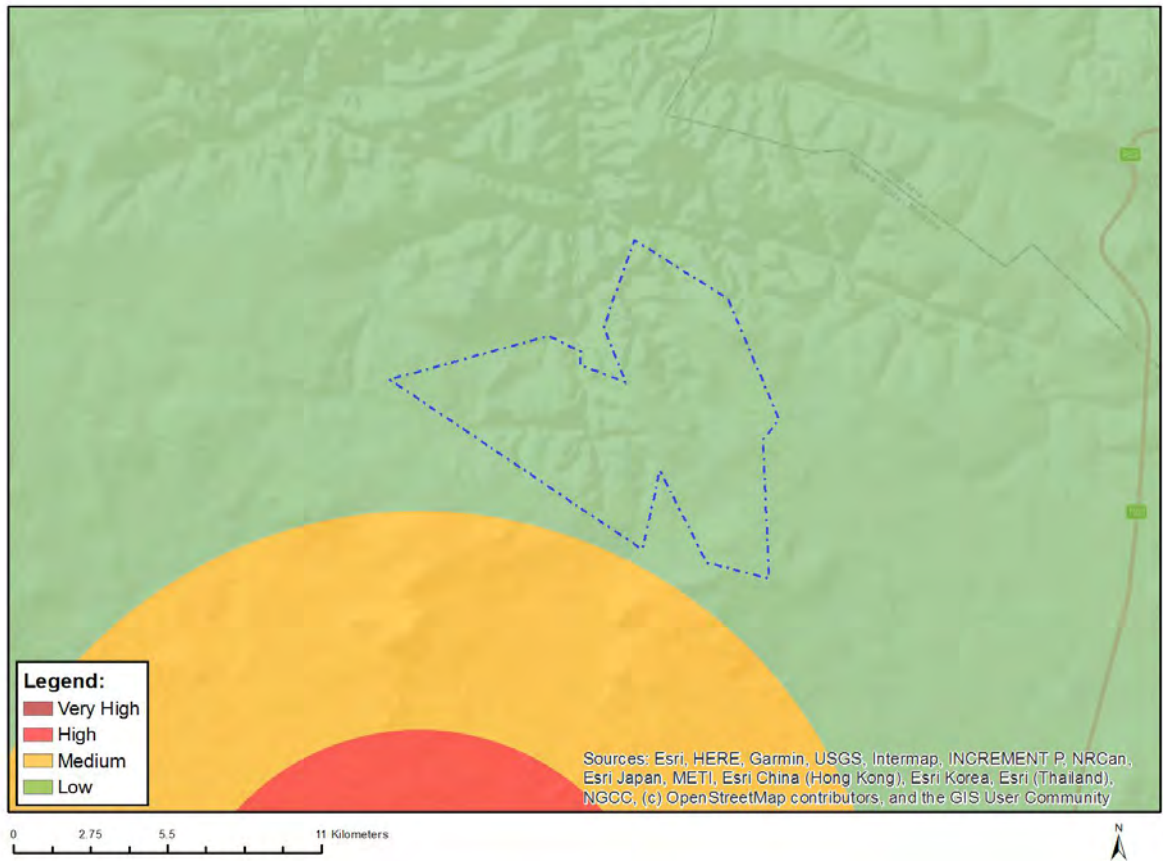 Legend:
Very High
High
Medium
Low
Sources: Esri, HERE, Garmin, USGS, Intermap, INCREMENT P, NRCan,
Esri Japan, METI, Esri China (Hong Kong), Esri Korea, Esri (Thailand),
NGCC, (c) OpenStreetMap contributors, and the GIS User Community
0 2.75 5.5 11 Kilometers
N